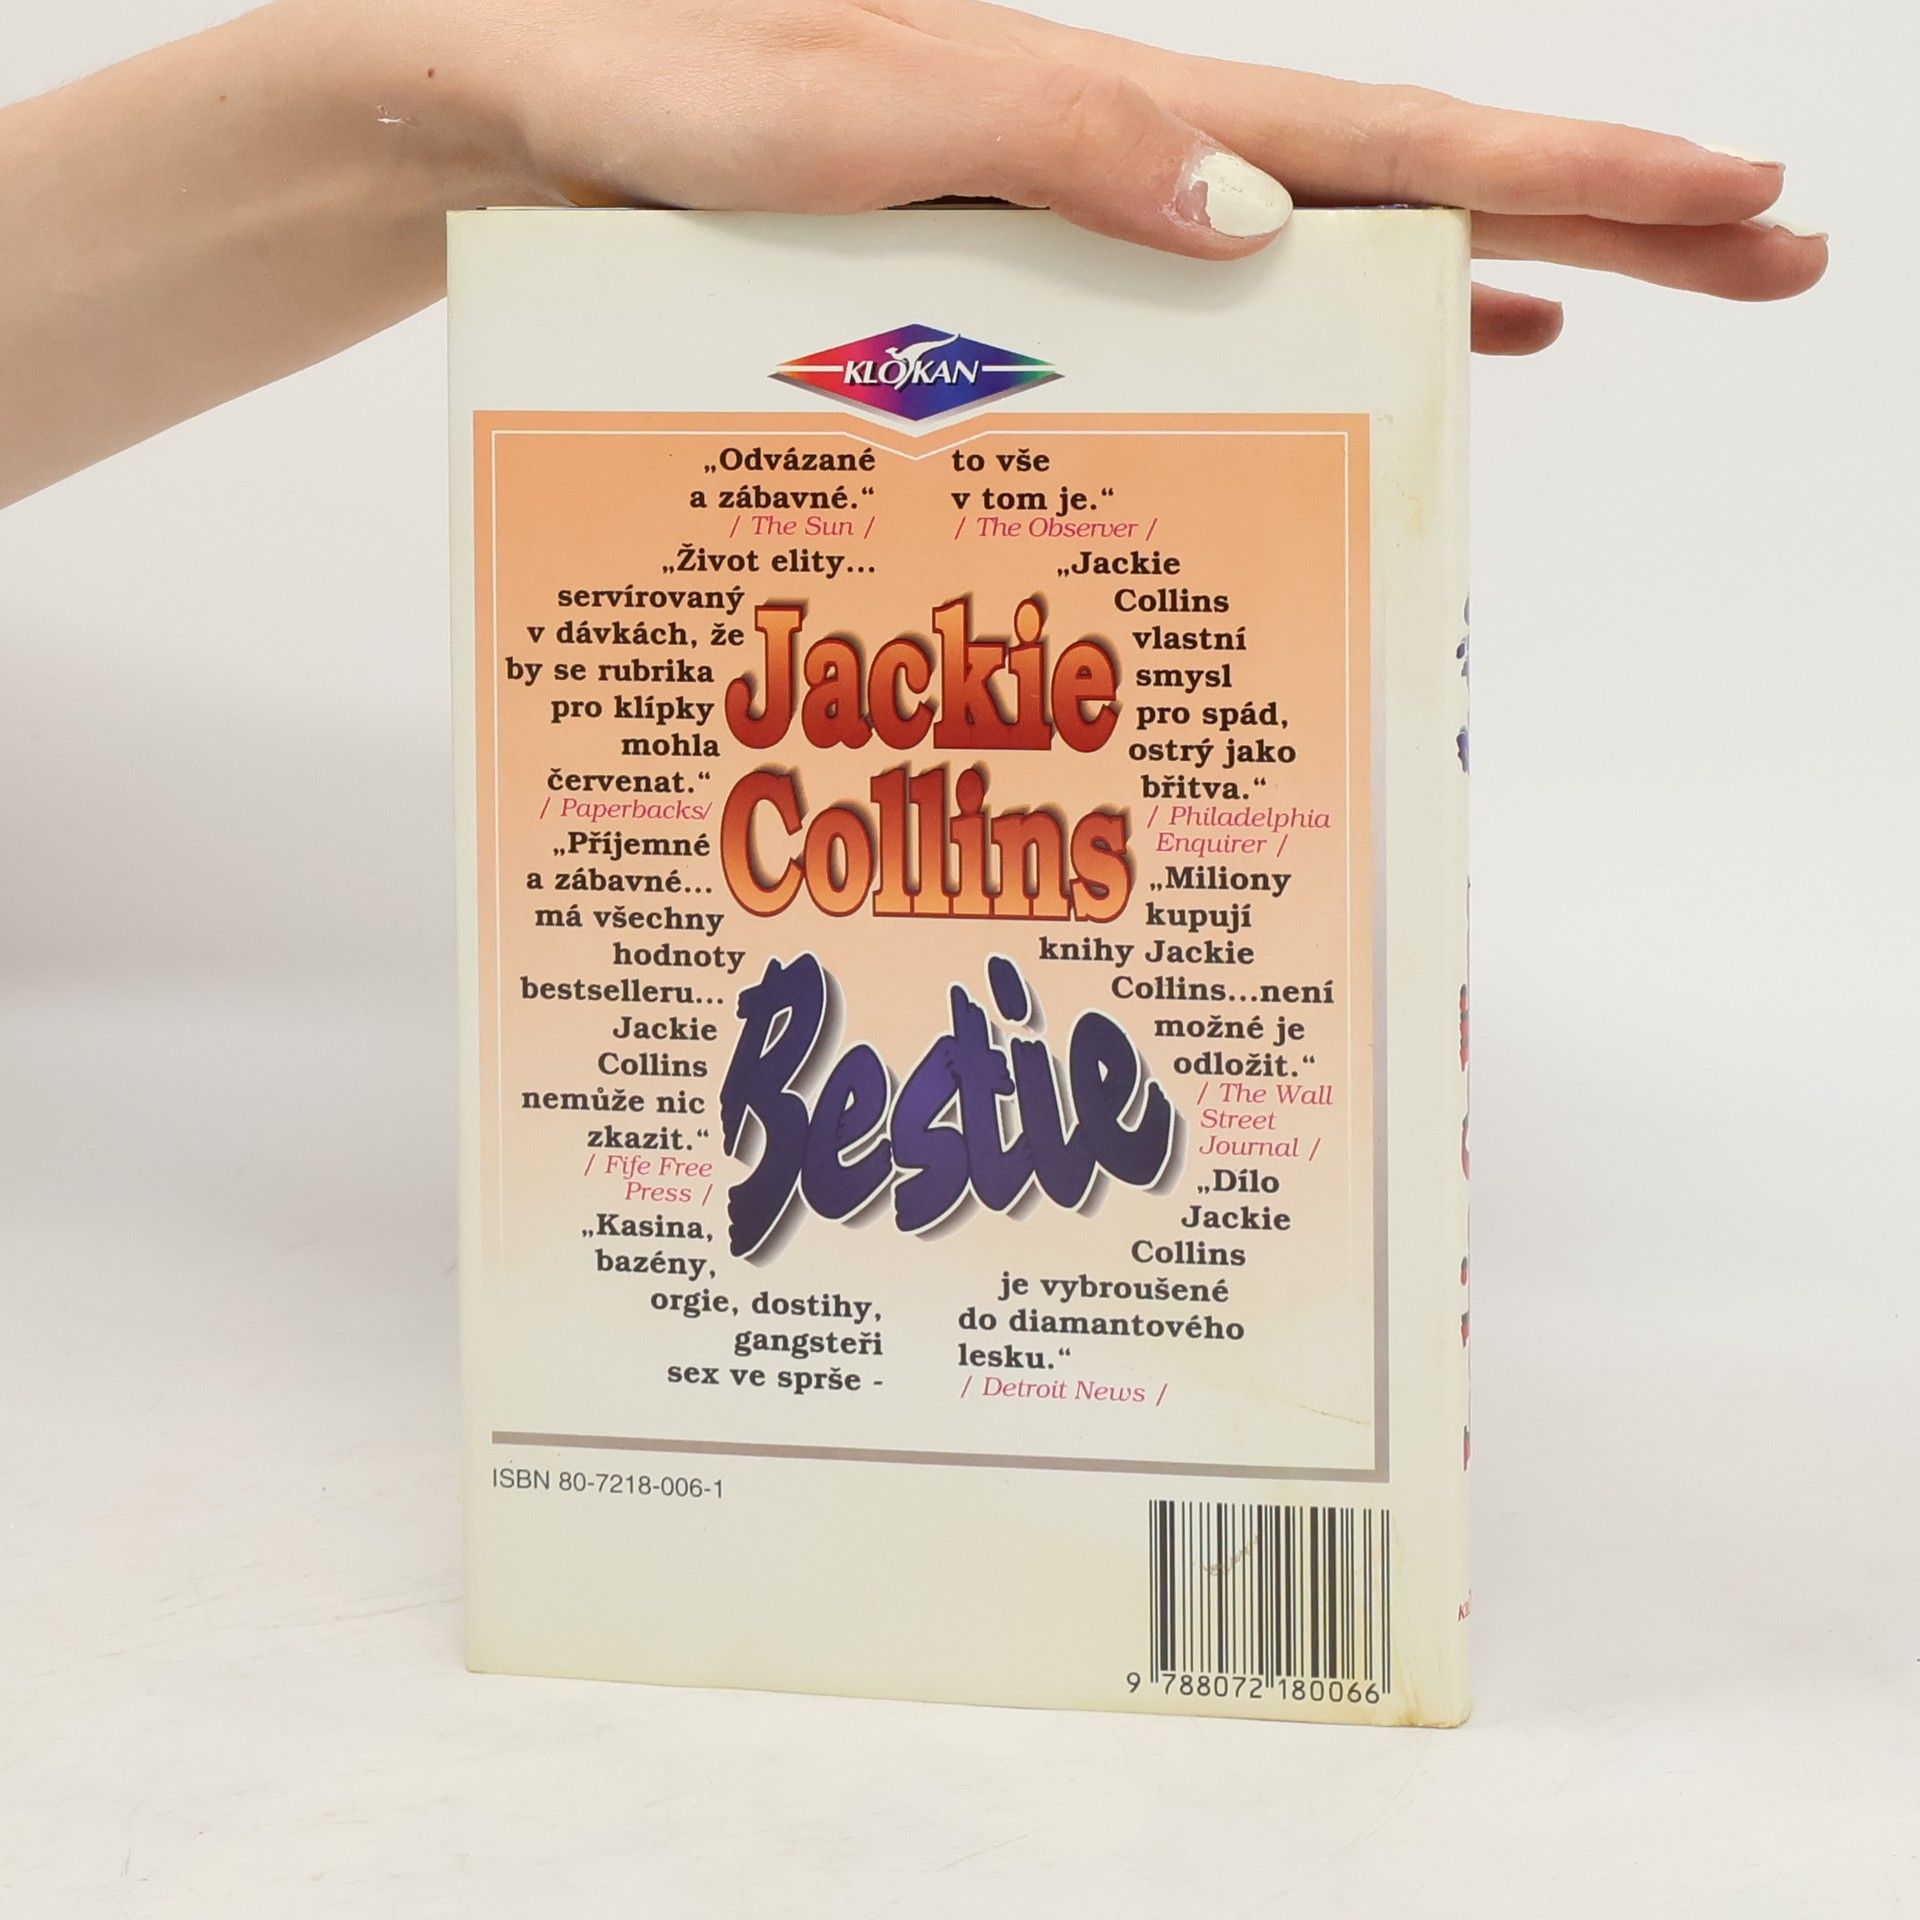 KLOKAN
„Odvázané
a zábavné.“
/ The Sun /
„Život elity...
servírovaný
v dávkách, že
by se rubrika
pro klípky
mohla
červenat.“
/ Paperbacks/
„Příjemné
a zábavné...
má všechny
hodnoty
bestselleru...
Jackie
Collins
nemůže nic
zkazit.“
/ Fife Free
Press /
„Kasina,
bazény,
orgie, dostihy,
gangsteři
sex ve sprše -
to vše
v tom je.“
/ The Observer /
„Jackie
Collins
vlastní
smysl
pro spád,
ostrý jako
břitva.“
/ Philadelphia
Enquirer /
„Miliony
kupují
knihy Jackie
Collins...není
možné je
odložit.“
/ The Wall
Street
Journal /
„Dílo
Jackie
Collins
je vybroušené
do diamantového
lesku.“
/ Detroit News /
Jackie
Collins
Bestie
ISBN 80-7218-006-1
9 788072 180066